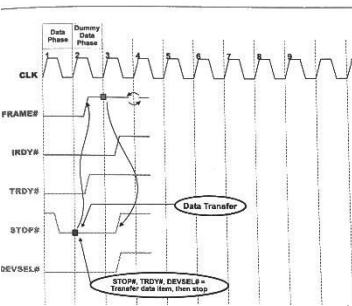 Data Phase
Dummy Data Phase
1 2 3 4 5 6 7 8 9
CLK
FRAME#
IRDY#
TRDY#
Data Transfer
STOP#
DEVSEL#
STOP#, TRDY#, DEVSEL# =
Transfer data item, then stop